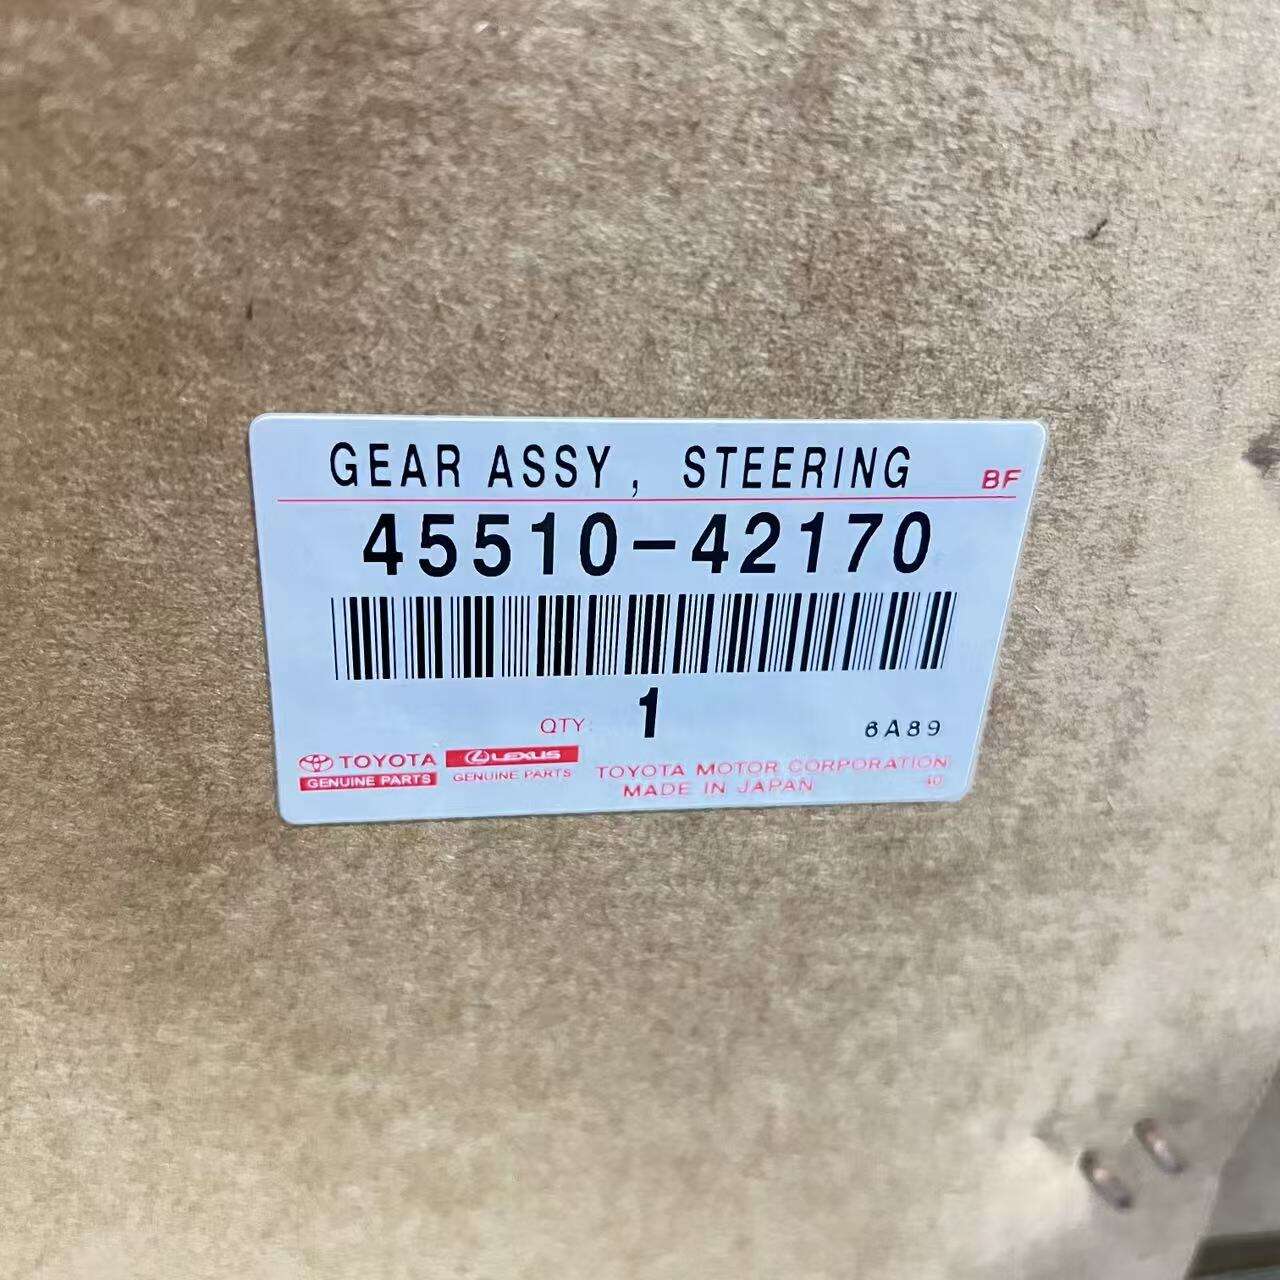 GEAR ASSY, STEERING BF
45510-42170
QTY: 1 6A89
TOYOTA LEXUS
GENUINE PARTS GENUINE PARTS
TOYOTA MOTOR CORPORATION
MADE IN JAPAN 40